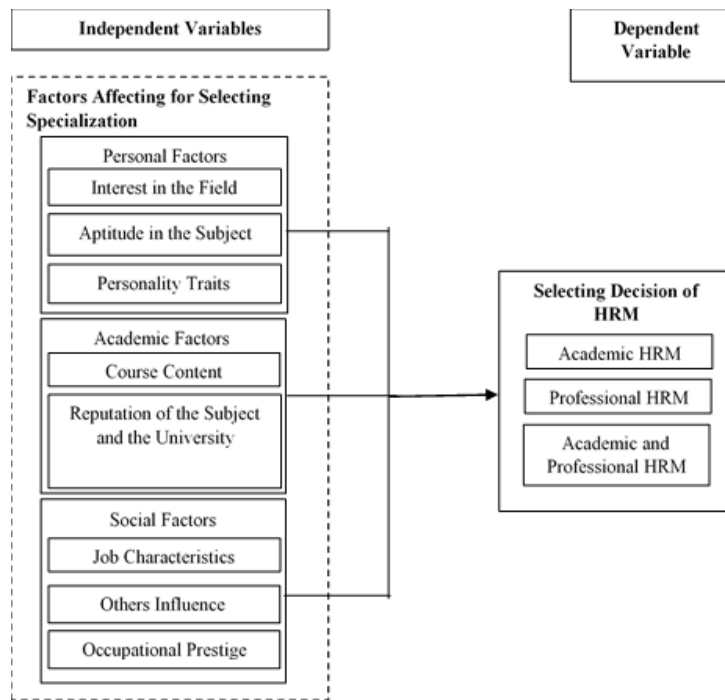 Independent Variables
Dependent
Variable
Factors Affecting for Selecting
Specialization
Personal Factors
Interest in the Field
Aptitude in the Subject
Personality Traits
Academic Factors
Course Content
Reputation of the Subject
and the University
Social Factors
Job Characteristics
Others Influence
Occupational Prestige
Selecting Decision of
HRM
Academic HRM
Professional HRM
Academic and
Professional HRM